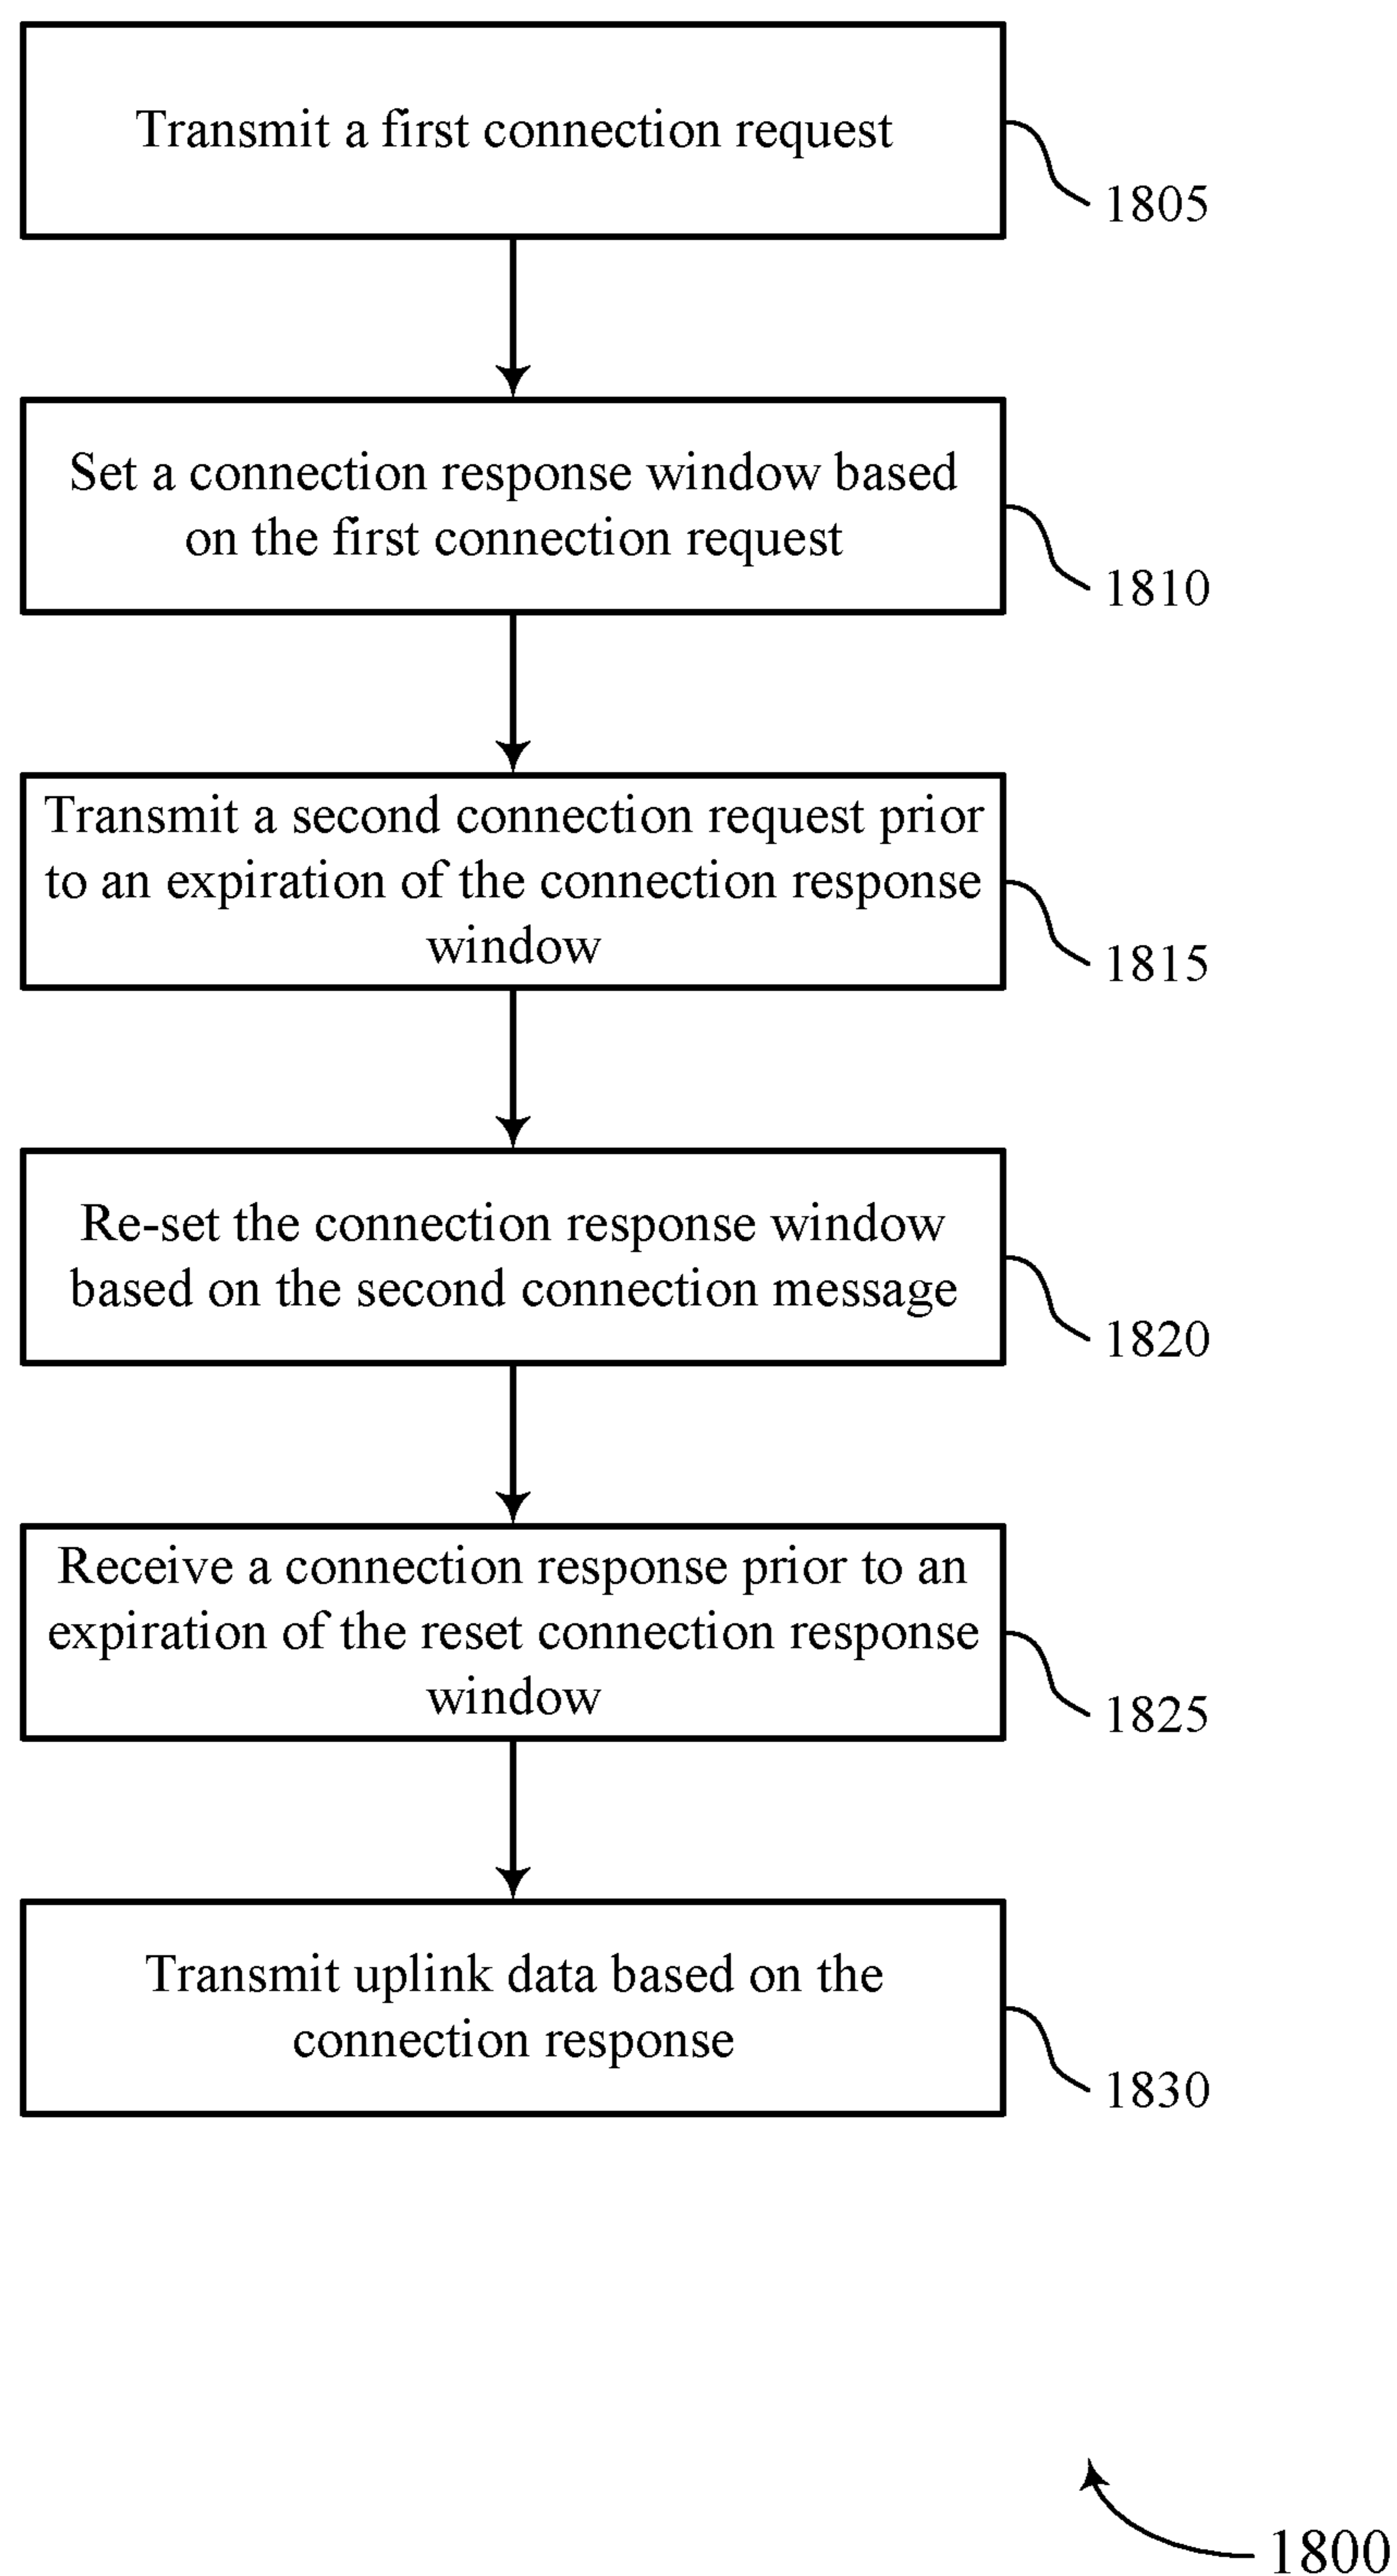 Transmit a first connection request
1805
Set a connection response window based
on the first connection request
1810
Transmit a second connection request prior
to an expiration of the connection response
window
1815
Re-set the connection response window
based on the second connection message
1820
Receive a connection response prior to an
expiration of the reset connection response
window
1825
Transmit uplink data based on the
connection response
1830
1800